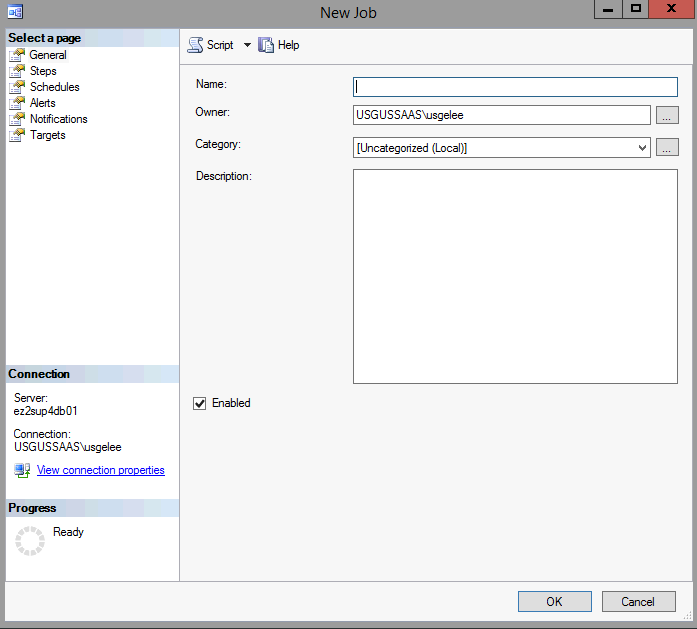 New Job
Select a page
General
Steps
Schedules
Alerts
Notifications
Targets
Connection
Server:
ez2sup4db01
Connection:
USGUSSAAS\usgelee
View connection properties
Progress
Ready
Script
Help
Name:
Owner:
USGUSSAAS\usgelee
...
Category:
[Uncategorized (Local)]
...
Description:
Enabled
OK
Cancel